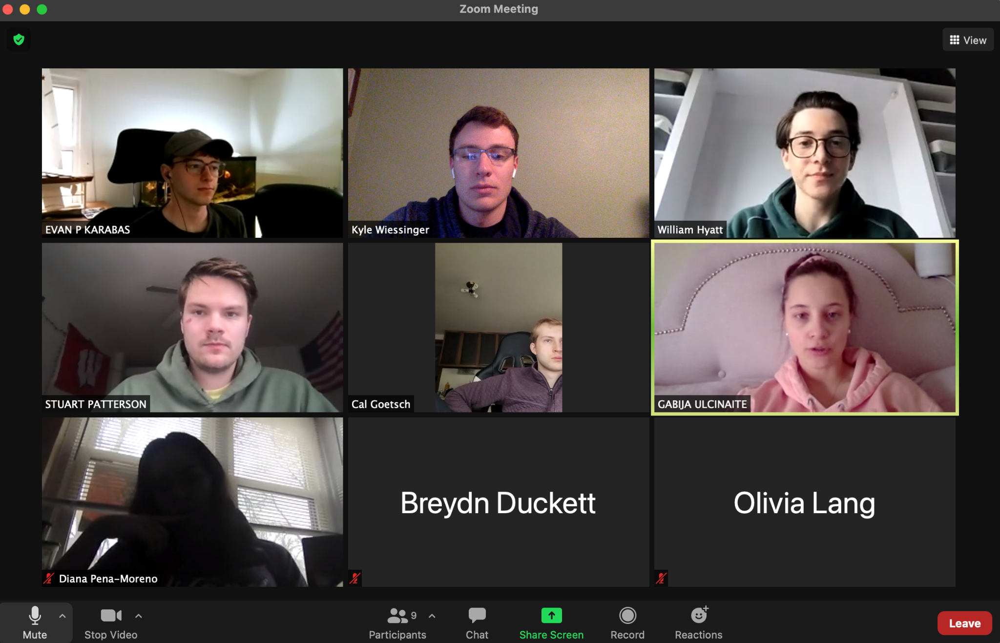 Zoom Meeting
View
EVAN P KARABAS
Kyle Wiessinger
William Hyatt
STUART PATTERSON
Cal Goetsch
GABIJA ULCINAITE
Diana Pena-Moreno
Breydn Duckett
Olivia Lang
W
9
Mute
Stop Video
Participants
Chat
Share Screen
Record
Reactions
Leave